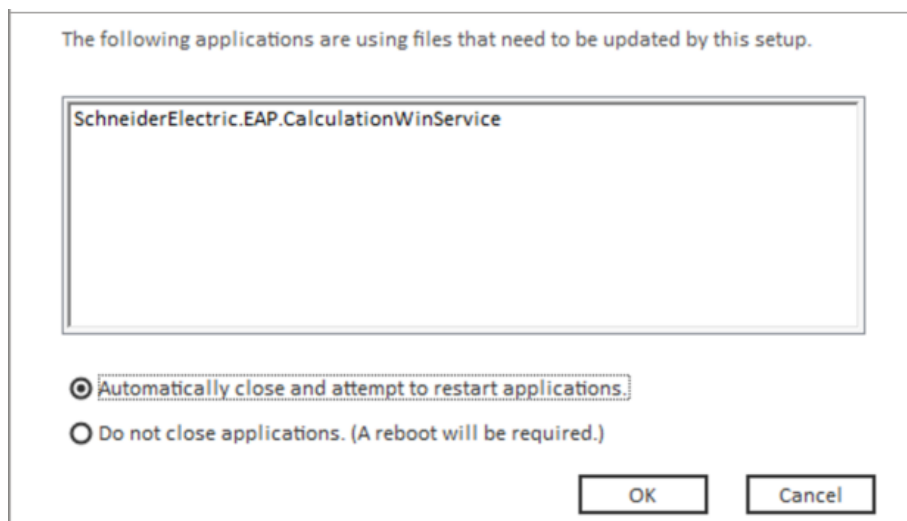 The following applications are using files that need to be updated by this setup.
SchneiderElectric.EAP.CalculationWinService
Automatically close and attempt to restart applications.
Do not close applications. (A reboot will be required.)
OK Cancel